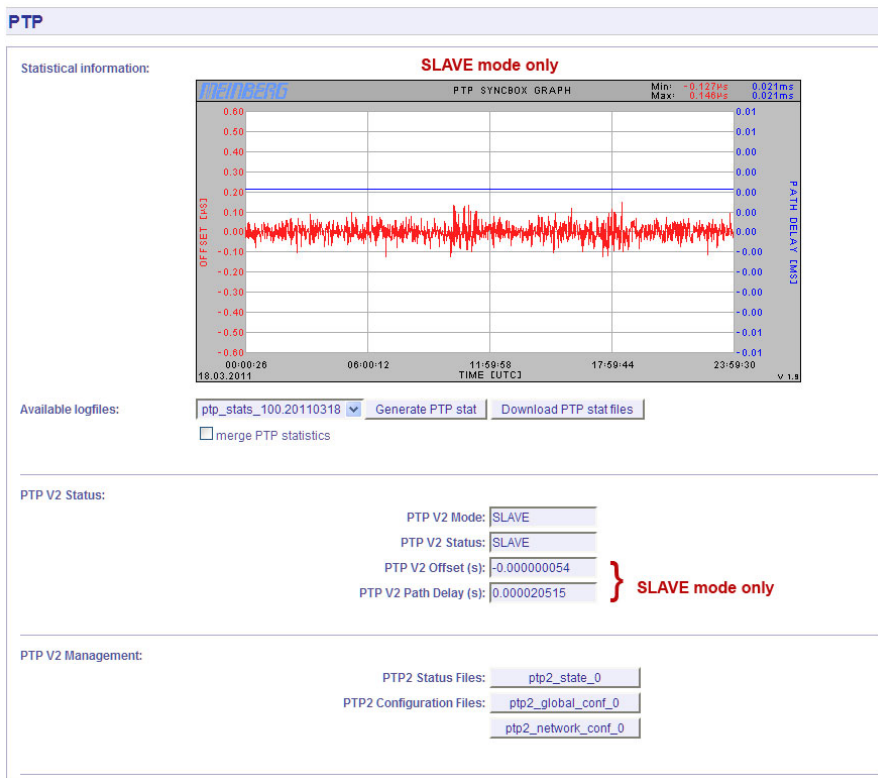 PTP
Statistical information:
SLAVE mode only
MEINBERG
PTP SYNCBOX GRAPH
Min: -0.127µs 0.021ms
Max: 0.146µs 0.021ms
0.60 0.01
0.50 0.00
0.40 0.00
0.30 0.00
0.20 0.00
0.10 0.00
0.00 0.00
-0.10 -0.00
-0.20 -0.00
-0.30 -0.00
-0.40 -0.00
-0.50 -0.01
-0.60 -0.01
OFFSET [µS]
PATH DELAY [MS]
00:00:26 06:00:12 11:59:58 17:59:44 23:59:30
18.03.2011 TIME [UTC]
Available logfiles:
ptp_stats_100.20110318 Generate PTP stat Download PTP stat files
merge PTP statistics
PTP V2 Status:
PTP V2 Mode: SLAVE
PTP V2 Status: SLAVE
PTP V2 Offset (s): -0.000000054
PTP V2 Path Delay (s): 0.000020515
} SLAVE mode only
PTP V2 Management:
PTP2 Status Files: ptp2_state_0
PTP2 Configuration Files: ptp2_global_conf_0
ptp2_network_conf_0